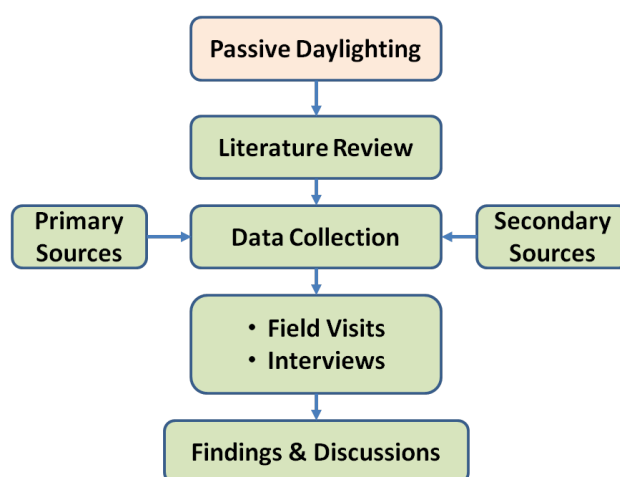 Passive Daylighting
Literature Review
Primary
Sources
Data Collection
Secondary
Sources
• Field Visits
• Interviews
Findings & Discussions